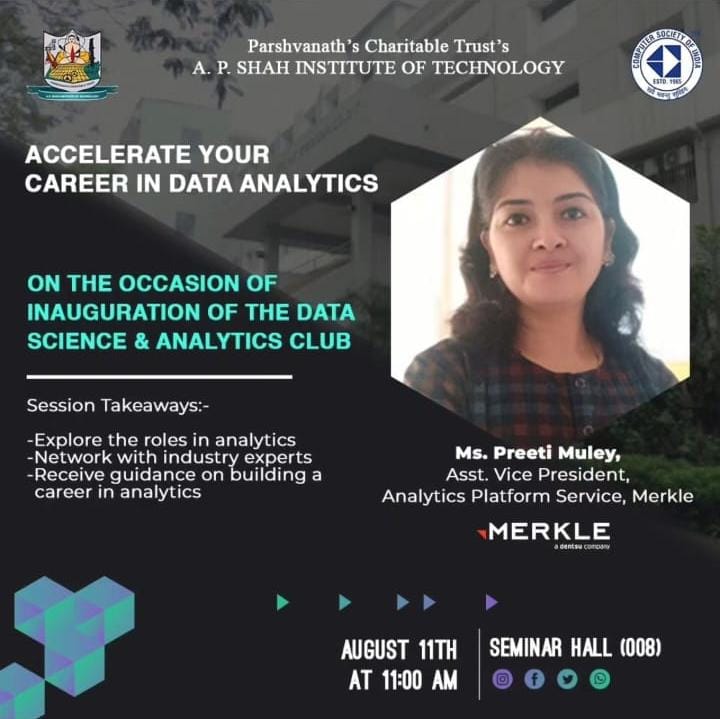 Parshvanath's Charitable Trust's
A. P. SHAH INSTITUTE OF TECHNOLOGY
COMPUTER SOCIETY OF INDIA
ESTD. 1965
ACCELERATE YOUR
CAREER IN DATA ANALYTICS
ON THE OCCASION OF
INAUGURATION OF THE DATA
SCIENCE & ANALYTICS CLUB
Session Takeaways:-
-Explore the roles in analytics
-Network with industry experts
-Receive guidance on building a
career in analytics
Ms. Preeti Muley,
Asst. Vice President,
Analytics Platform Service, Merkle
MERKLE
a dentsu company
AUGUST 11TH
AT 11:00 AM
SEMINAR HALL (008)